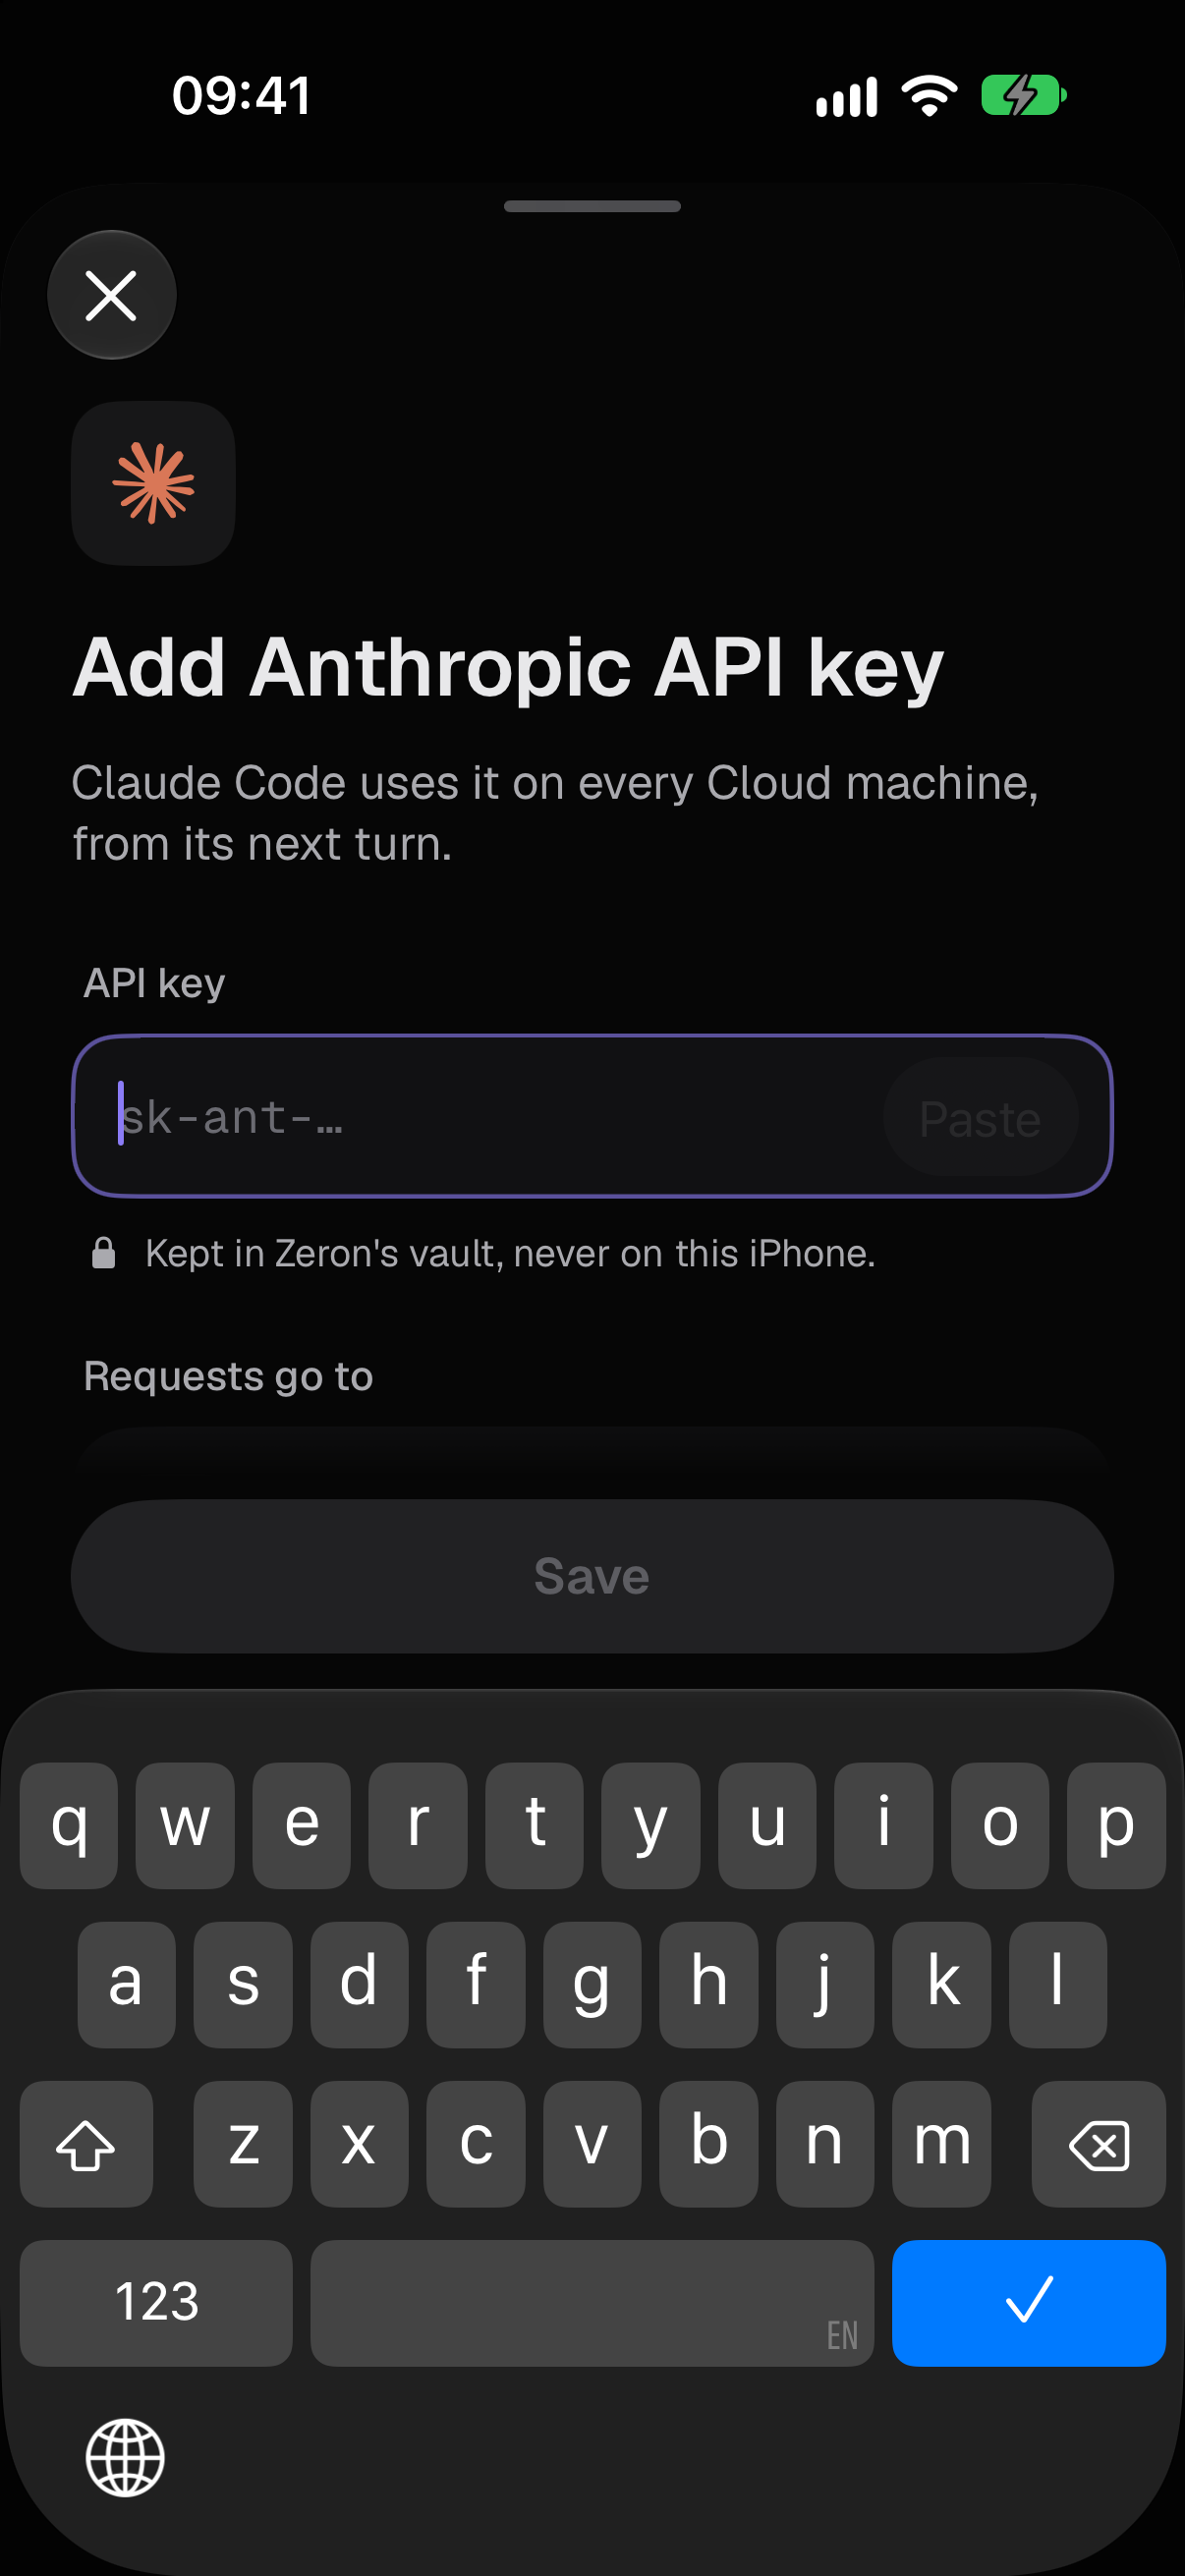 09:41
Add Anthropic API key
Claude Code uses it on every Cloud machine,
from its next turn.
API key
sk-ant-…
Paste
Kept in Zeron's vault, never on this iPhone.
Requests go to
Save
q w e r t y u i o p
a s d f g h j k l
z x c v b n m
123
EN